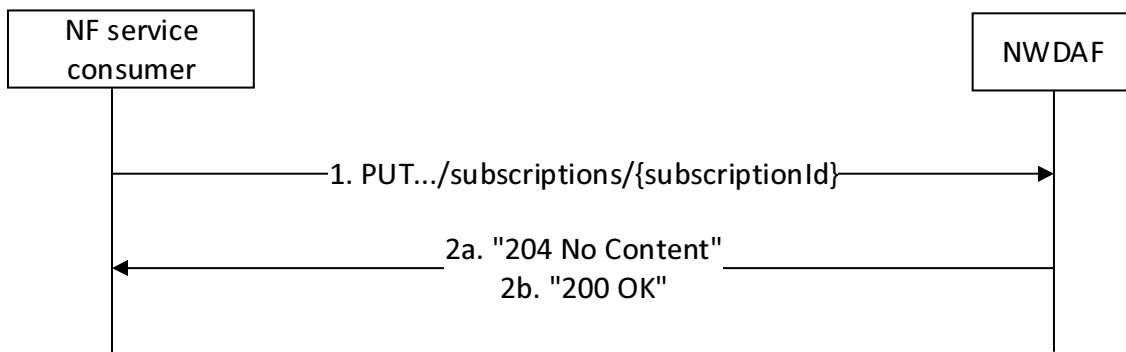 NF service
consumer
NWDAF
1. PUT.../subscriptions/{subscriptionId}
2a. "204 No Content"
2b. "200 OK"